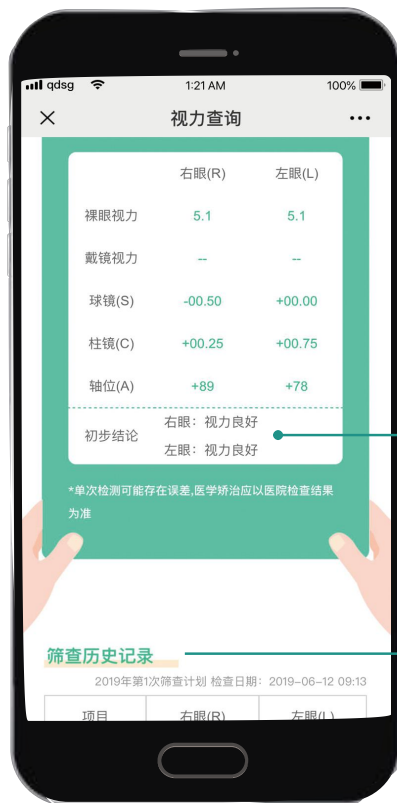 qdsg 1:21 AM 100%
视力查询
右眼(R) 左眼(L)
裸眼视力 5.1 5.1
戴镜视力 -- --
球镜(S) -00.50 +00.00
柱镜(C) +00.25 +00.75
轴位(A) +89 +78
初步结论 右眼：视力良好
左眼：视力良好
*单次检测可能存在误差,医学矫治应以医院检查结果
为准
筛查历史记录
2019年第1次筛查计划 检查日期：2019-06-12 09:13
项目 右眼(R) 左眼(L)